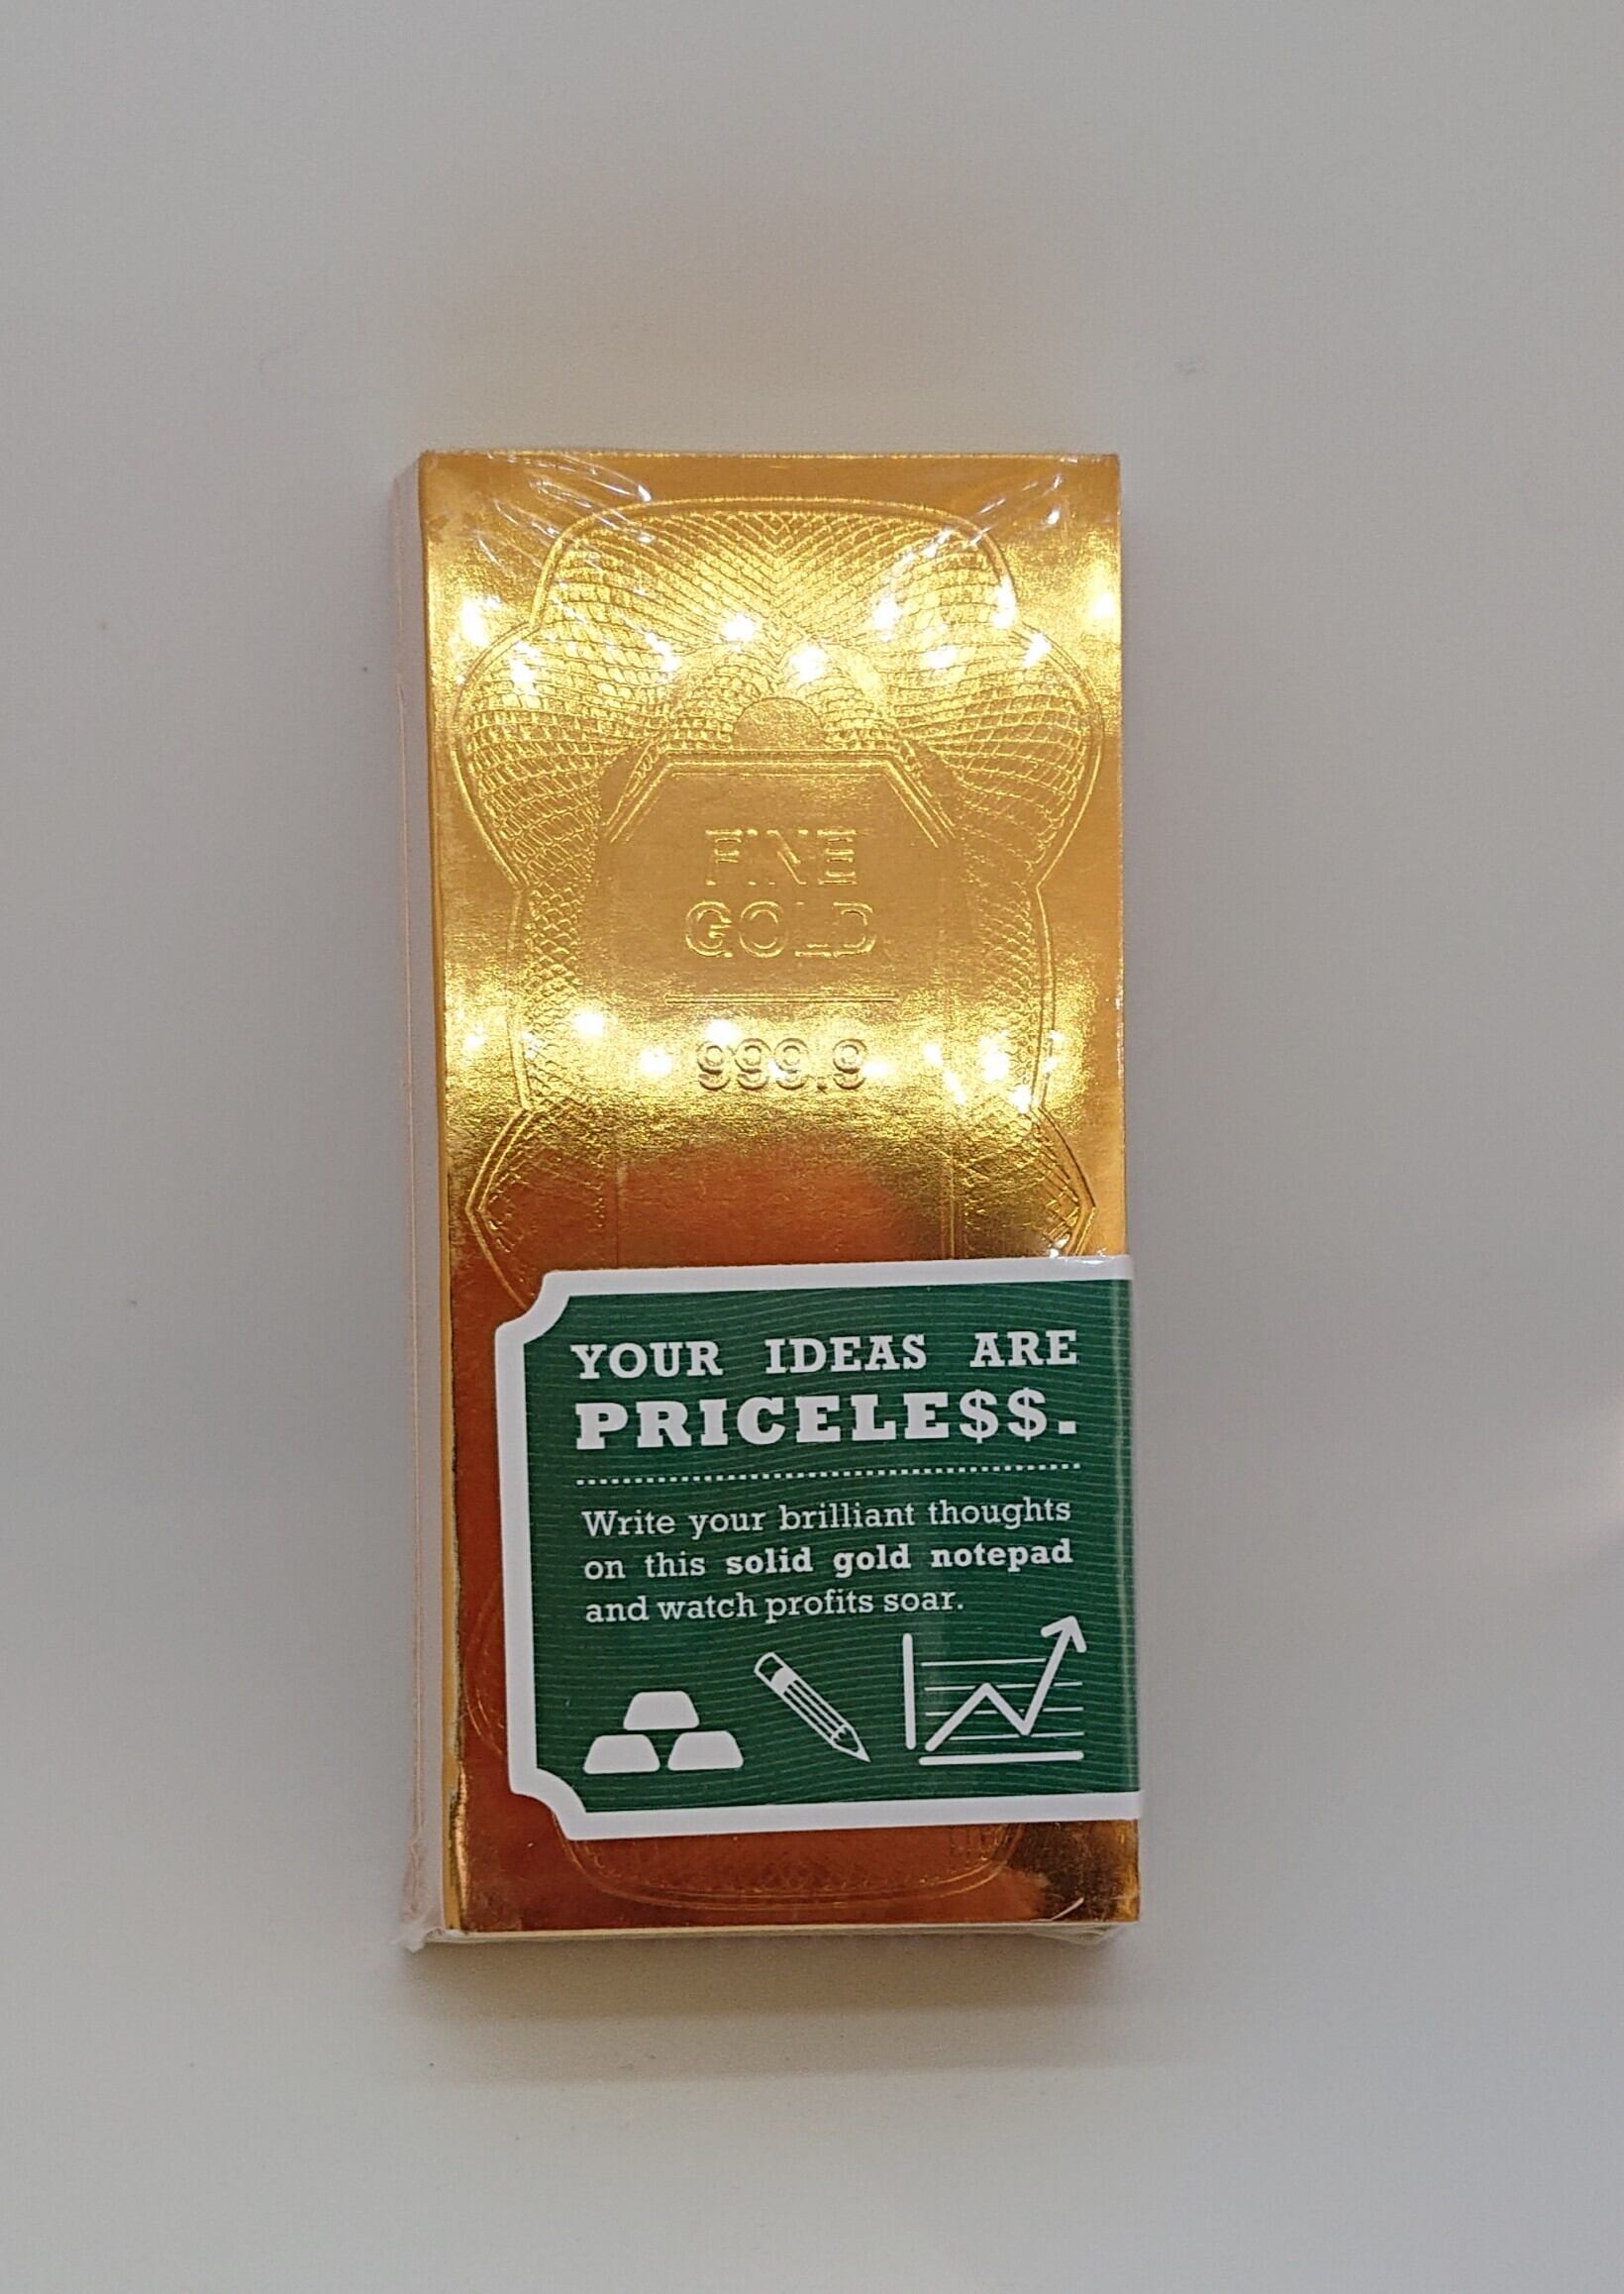 FINE
GOLD
999.9
YOUR IDEAS ARE
PRICELE$$.
Write your brilliant thoughts
on this solid gold notepad
and watch profits soar.